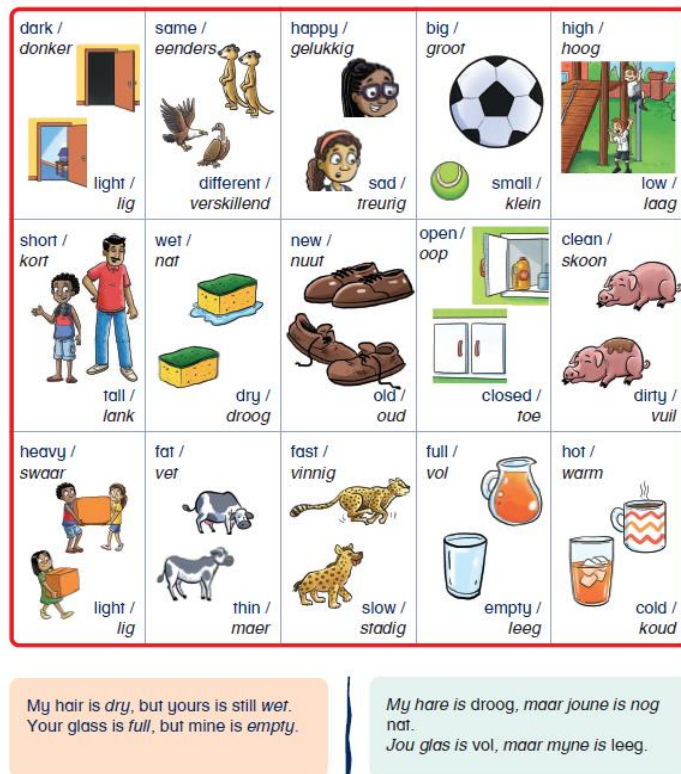 dark /
donker
light /
lig
same /
eenders
different /
verskillend
happy /
gelukkig
sad /
treurig
big /
groot
small /
klein
high /
hoog
low /
laag
short /
kort
tall /
lank
wet /
nat
dry /
droog
new /
nuut
old /
oud
open /
oop
closed /
toe
clean /
skoon
dirty /
vuil
heavy /
swaar
light /
lig
fat /
vet
thin /
maer
fast /
vinnig
slow /
stadig
full /
vol
empty /
leeg
hot /
warm
cold /
koud
My hair is dry, but yours is still wet.
Your glass is full, but mine is empty.
My hare is droog, maar joune is nog
nat.
Jou glas is vol, maar myne is leeg.